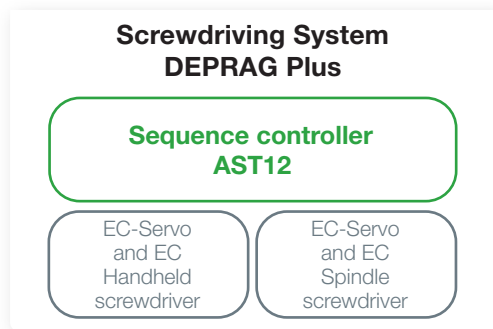 Screwdriving System
DEPRAG Plus
Sequence controller
AST12
EC-Servo
and EC
Handheld
screwdriver
EC-Servo
and EC
Spindle
screwdriver